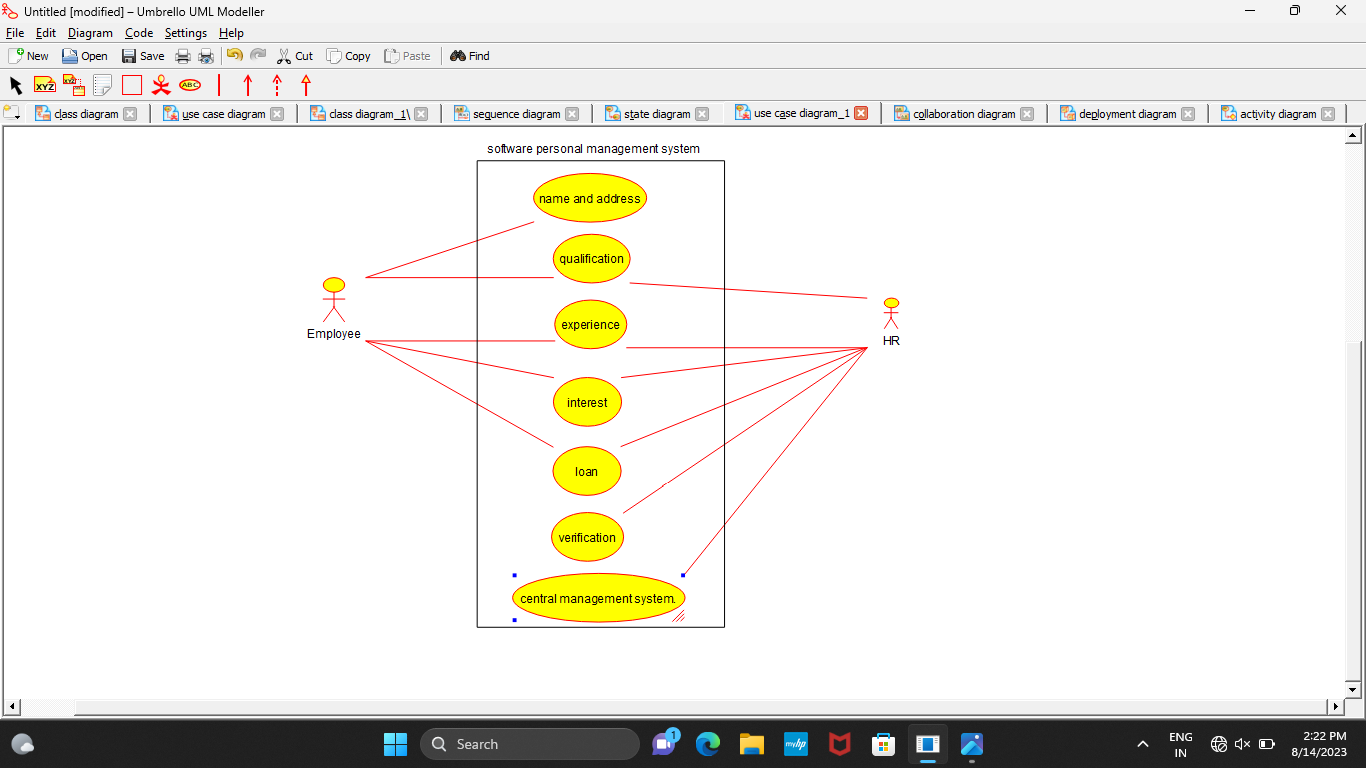 Untitled [modified] – Umbrello UML Modeller
File Edit Diagram Code Settings Help
New Open Save Cut Copy Paste Find
XYZ XYZ ABC
class diagram use case diagram class diagram_1\ sequence diagram state diagram use case diagram_1 collaboration diagram deployment diagram activity diagram
software personal management system
name and address
qualification
experience
Employee
HR
interest
loan
verification
central management system.
Search
1
myhp
ENG
IN
2:22 PM
8/14/2023